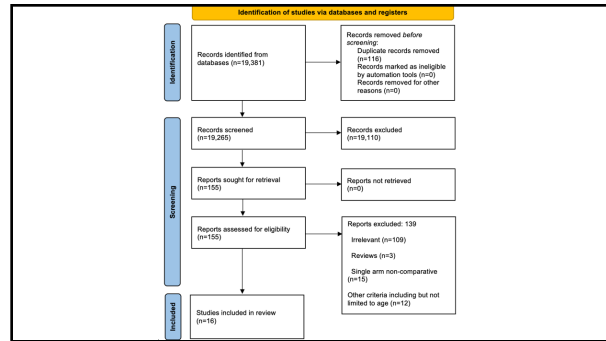 Identification of studies via databases and registers
Identification
Records identified from
databases (n=19,381)
Records removed before
screening:
Duplicate records removed
(n=116)
Records marked as ineligible
by automation tools (n=0)
Records removed for other
reasons (n=0)
Screening
Records screened
(n=19,265)
Records excluded
(n=19,110)
Reports sought for retrieval
(n=155)
Reports not retrieved
(n=0)
Reports assessed for eligibility
(n=155)
Reports excluded: 139
Irrelevant (n=109)
Reviews (n=3)
Single arm non-comparative
(n=15)
Other criteria including but not
limited to age (n=12)
Included
Studies included in review
(n=16)